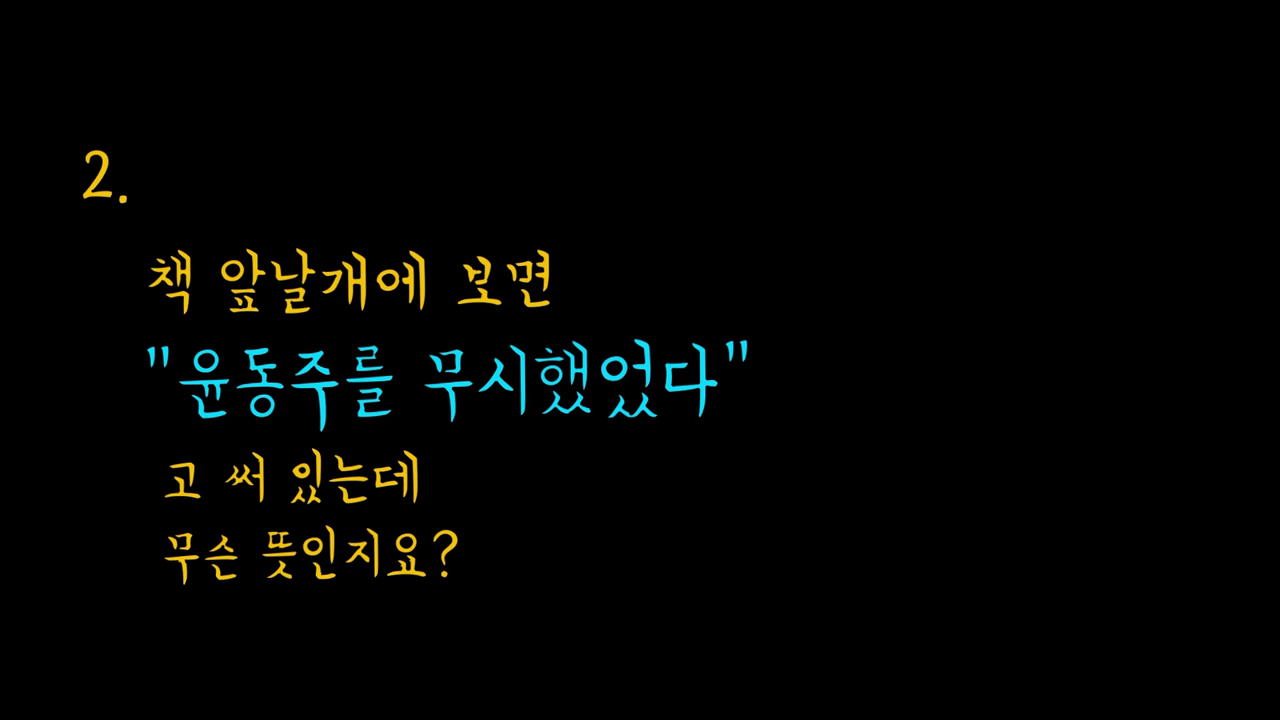 2.
책 앞날개에 보면
"윤동주를 무시했었다"
고 써 있는데
무슨 뜻인지요?